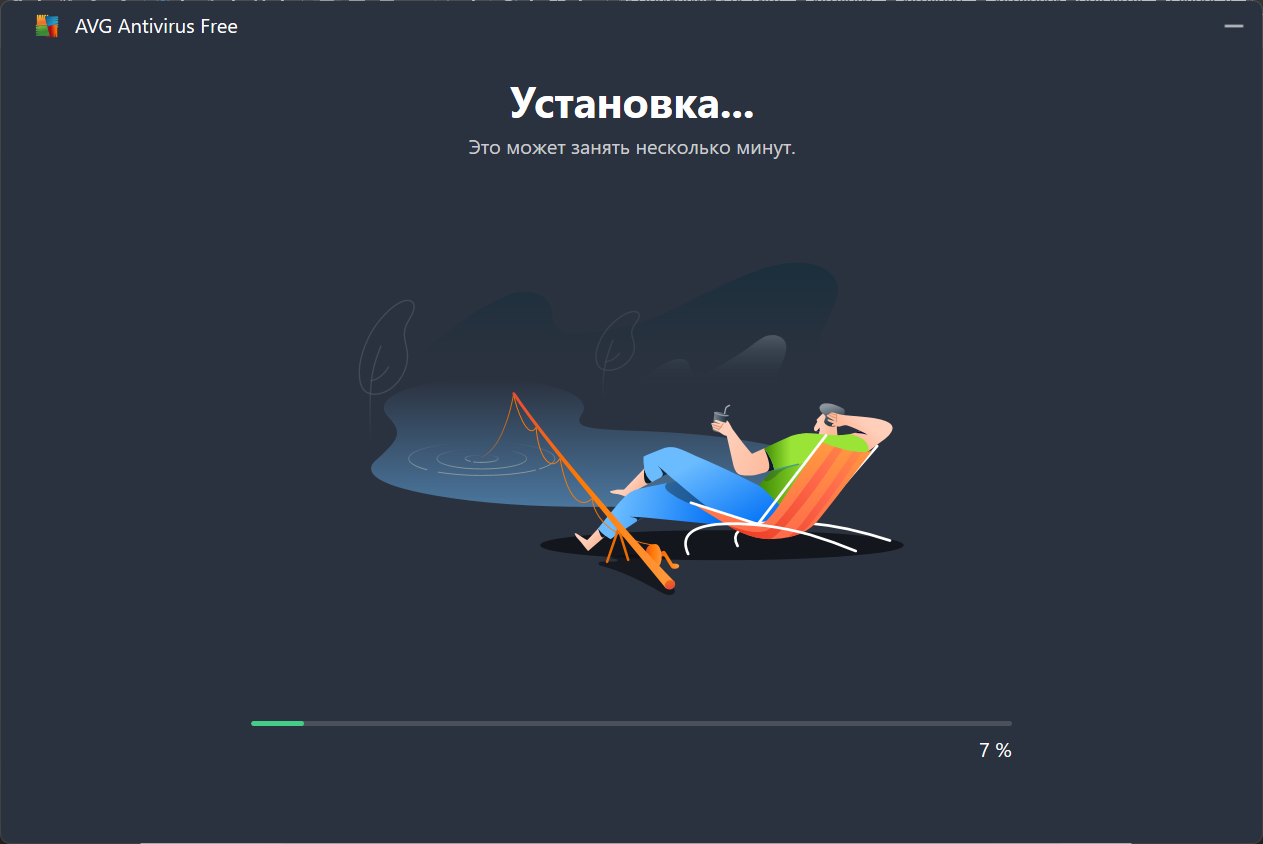 AVG Antivirus Free
Установка...
Это может занять несколько минут.
7 %